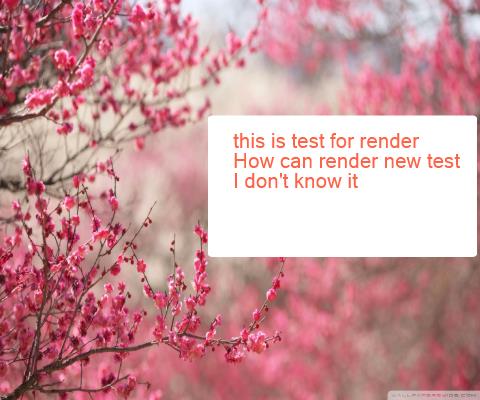 this is test for render
How can render new test
I don't know it
WALLPAPERSWIDE.COM